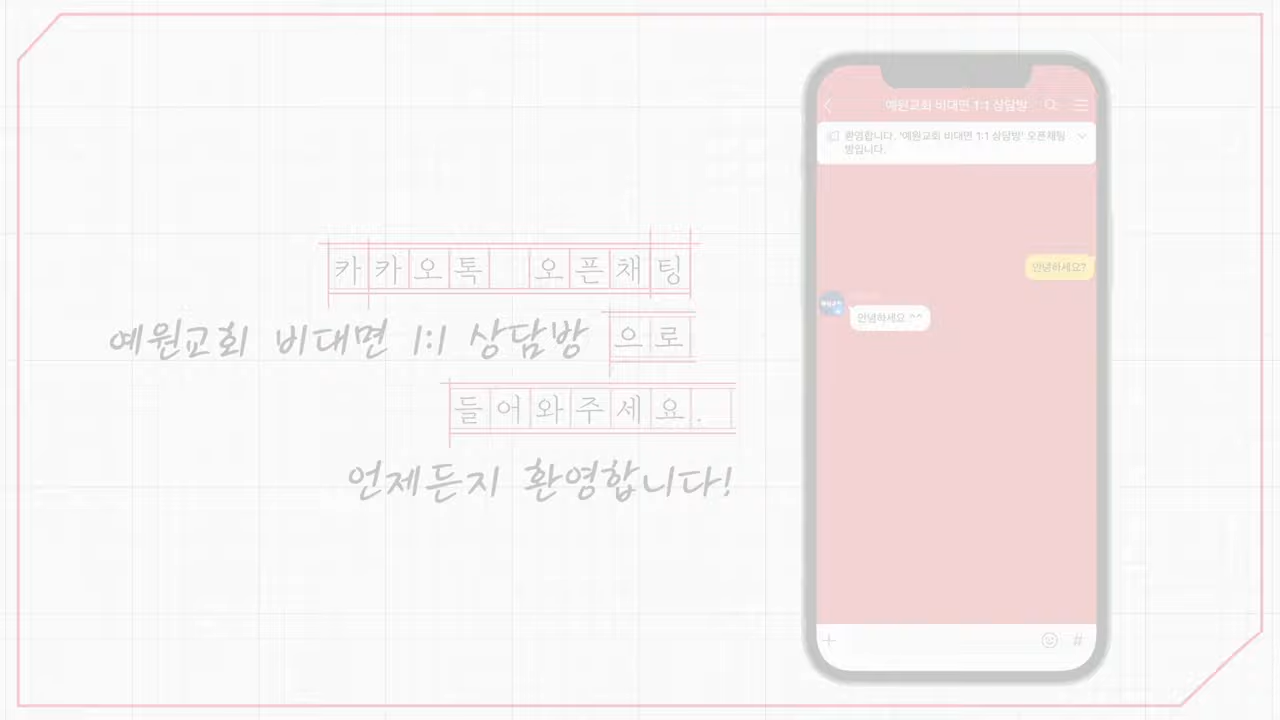 카카오톡 오픈채팅
예원교회 비대면 1:1 상담방으로
들어와주세요.
언제든지 환영합니다!
예원교회 비대면 1:1 상담방
환영합니다. '예원교회 비대면 1:1 상담방' 오픈채팅
방입니다.
안녕하세요?
안녕하세요 ^^
#